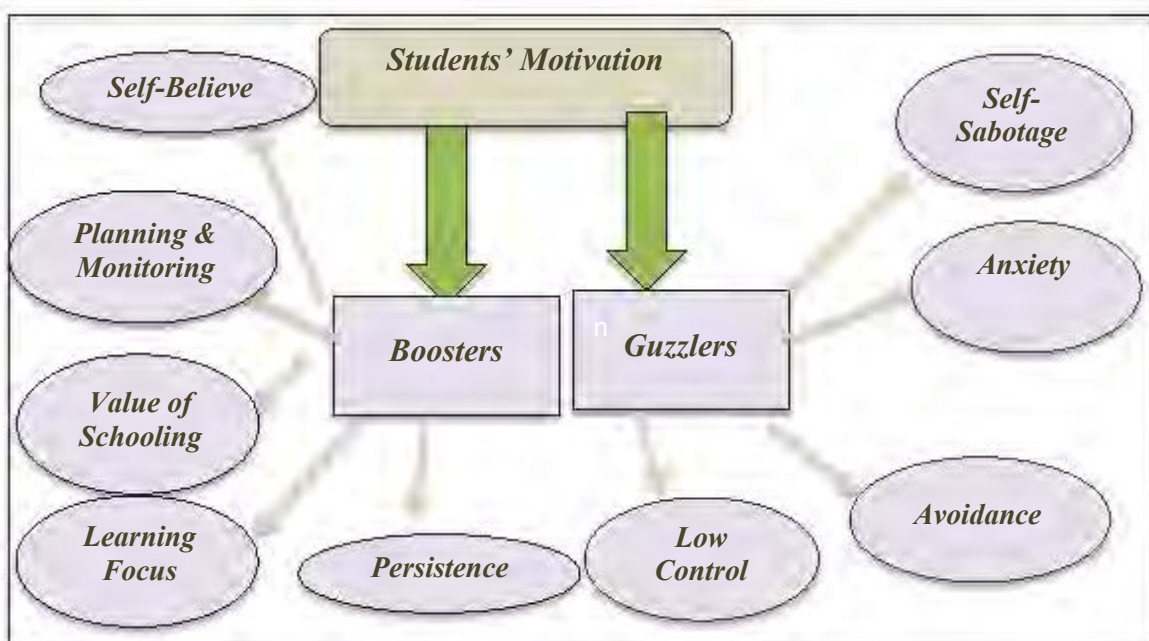 Students’ Motivation
Self-Believe
Self-
Sabotage
Planning &
Monitoring
Anxiety
Boosters
n
Guzzlers
Value of
Schooling
Learning
Focus
Persistence
Low
Control
Avoidance